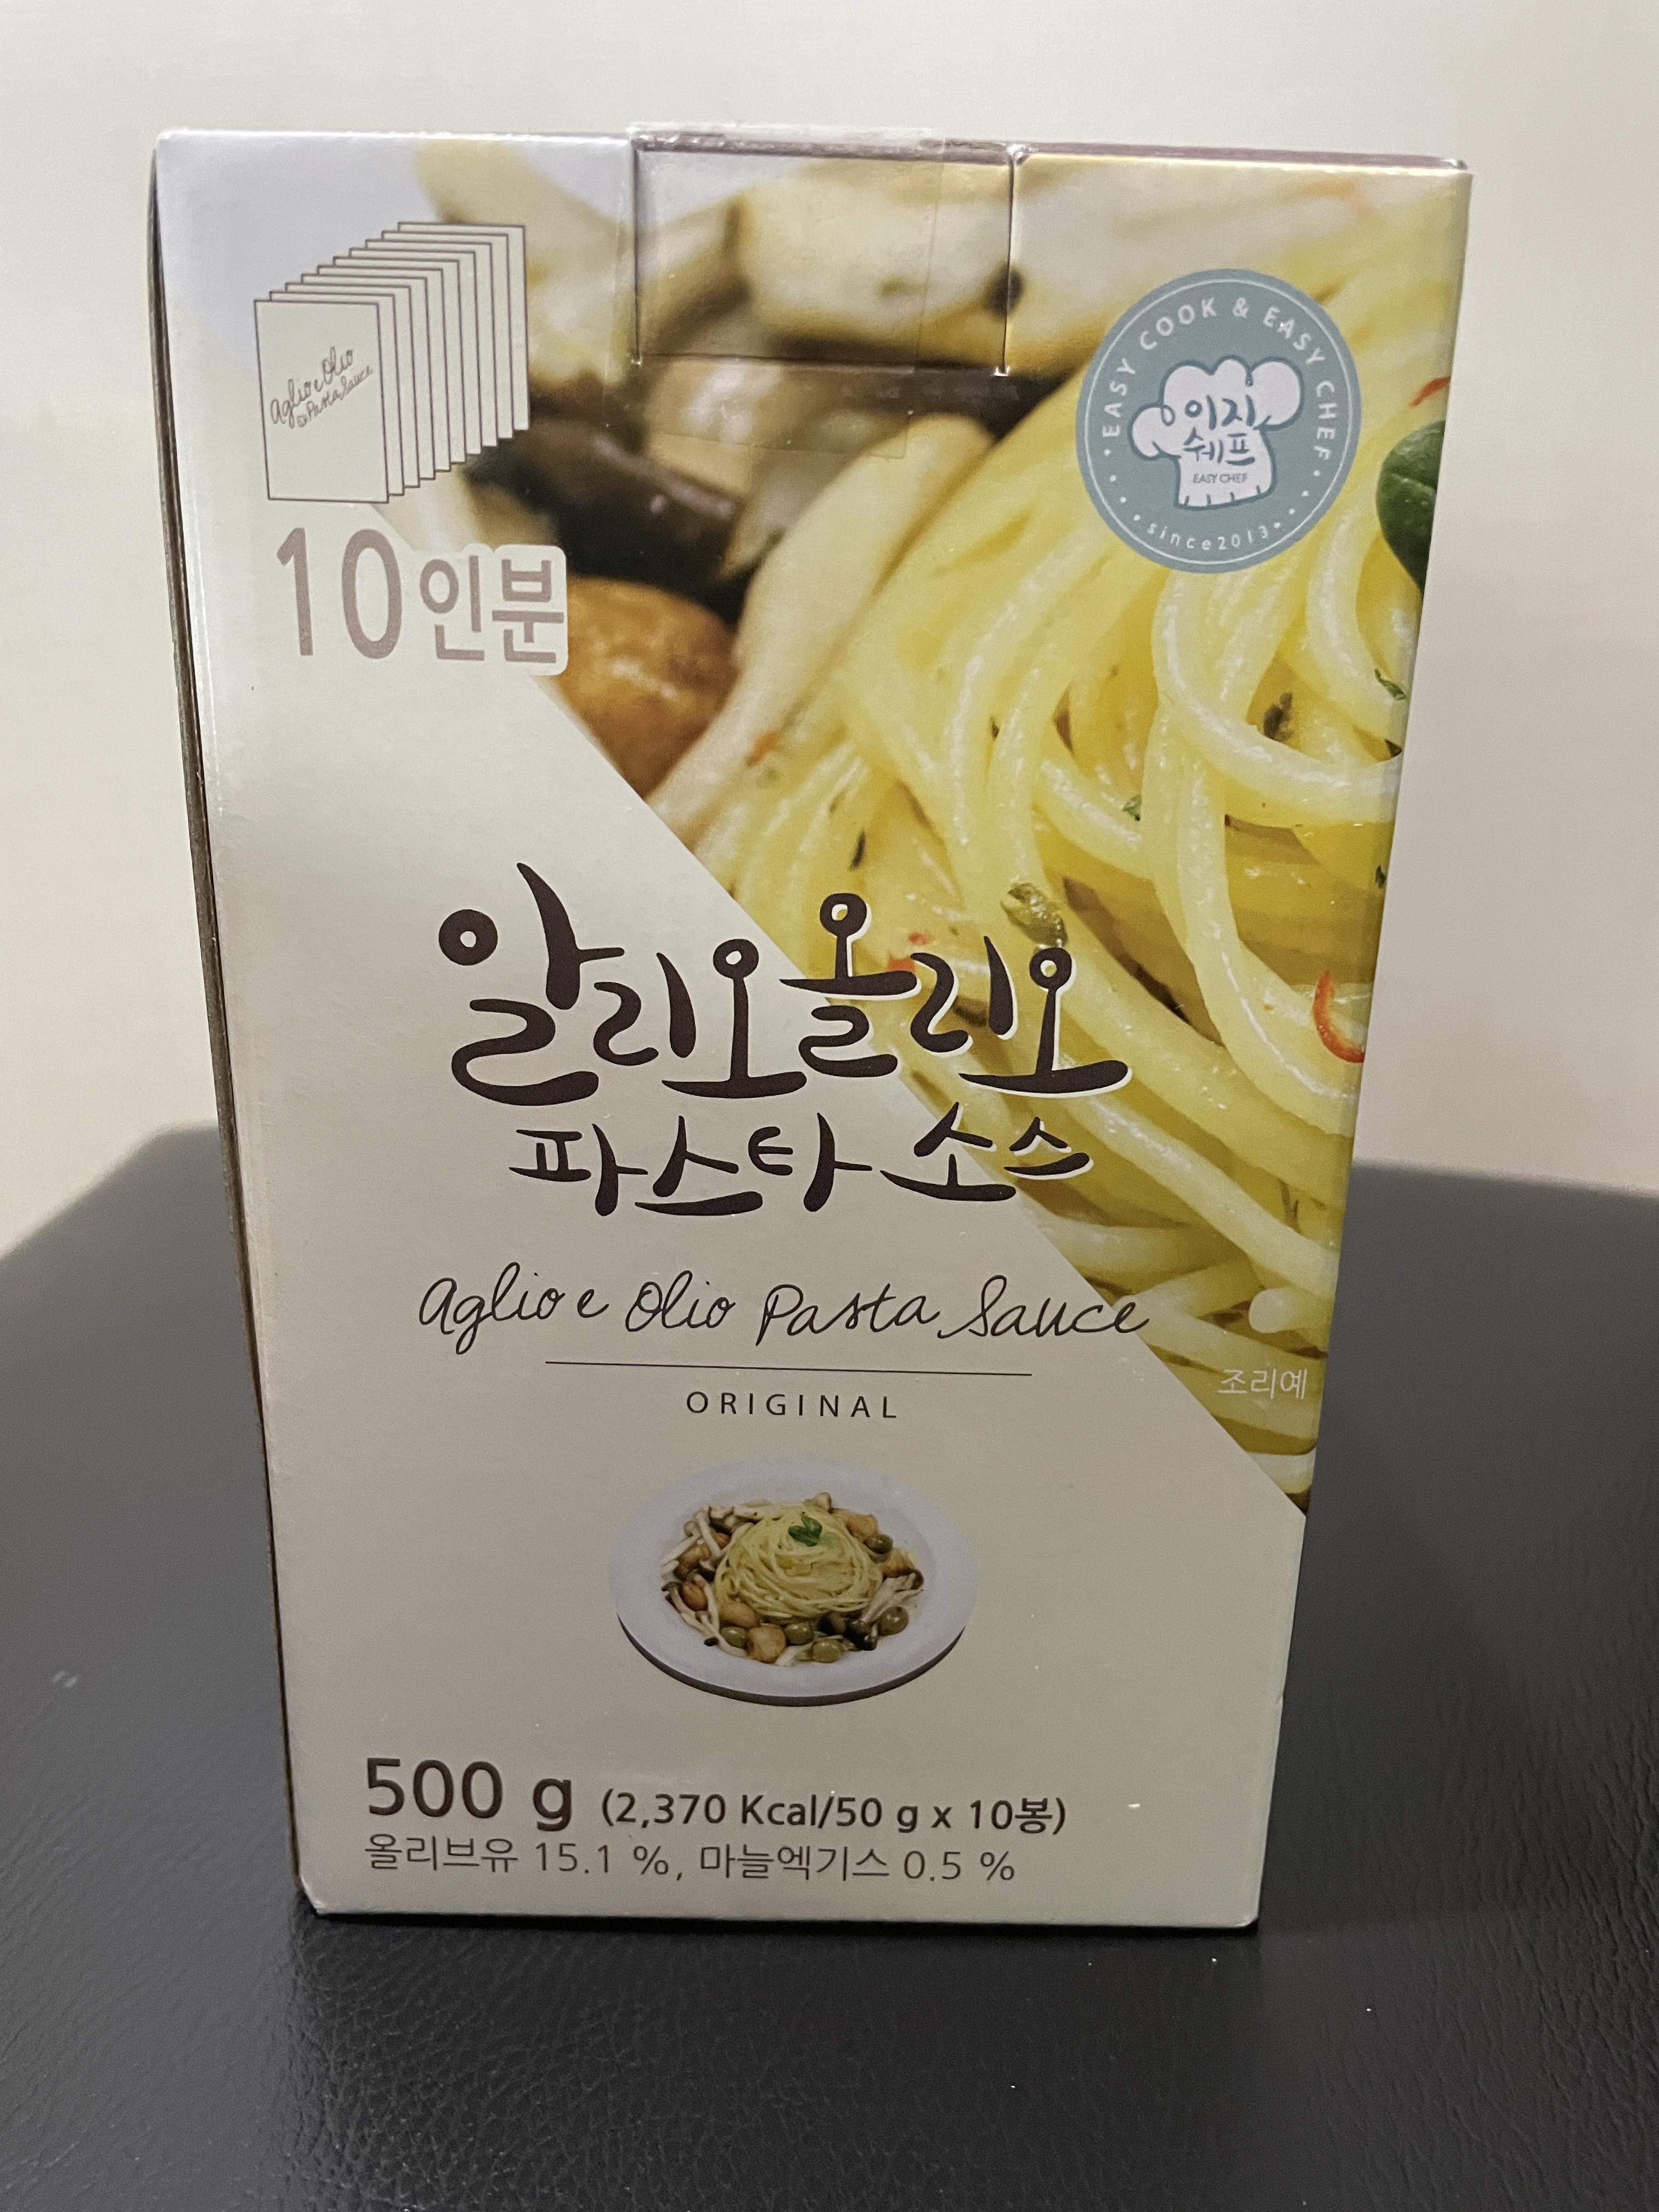 aglio e Olio
Pasta Sauce
10인분
EASY COOK & EASY CHEF
이지
쉐프
EASY CHEF
since2013
알리오올리오
파스타 소스
aglio e Olio Pasta Sauce
ORIGINAL
조리예
500 g (2,370 Kcal/50 g x 10봉)
올리브유 15.1 %, 마늘엑기스 0.5 %